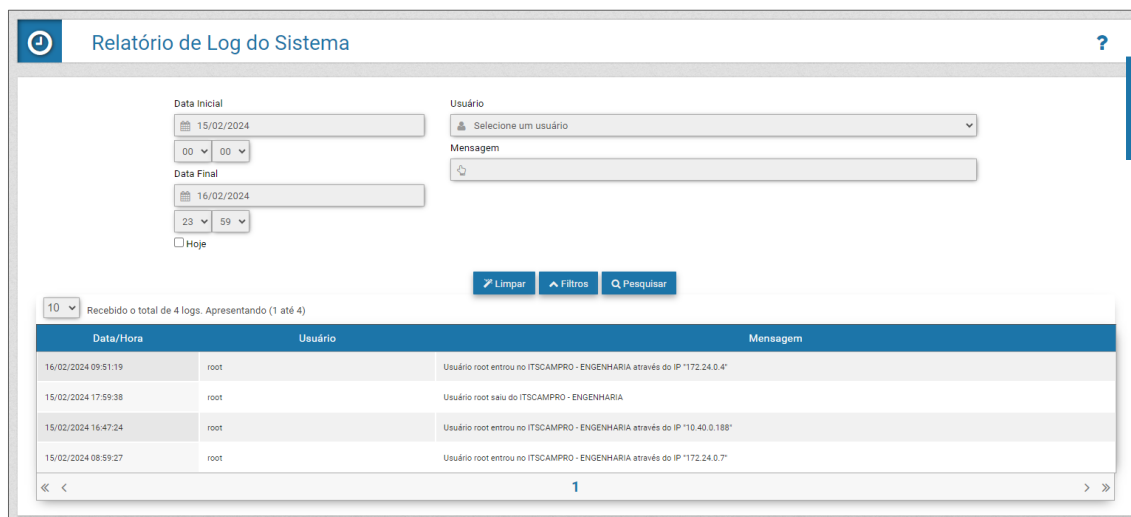 Relatório de Log do Sistema
?
Data Inicial
15/02/2024
00 00
Data Final
16/02/2024
23 59
Hoje
Usuário
Selecione um usuário
Mensagem
Limpar Filtros Pesquisar
10 Recebido o total de 4 logs. Apresentando (1 até 4)
Data/Hora Usuário Mensagem
16/02/2024 09:51:19 root Usuário root entrou no ITSCAMPRO - ENGENHARIA através do IP "172.24.0.4"
15/02/2024 17:59:38 root Usuário root saiu do ITSCAMPRO - ENGENHARIA
15/02/2024 16:47:24 root Usuário root entrou no ITSCAMPRO - ENGENHARIA através do IP "10.40.0.188"
15/02/2024 08:59:27 root Usuário root entrou no ITSCAMPRO - ENGENHARIA através do IP "172.24.0.7"
« ‹ 1 › »